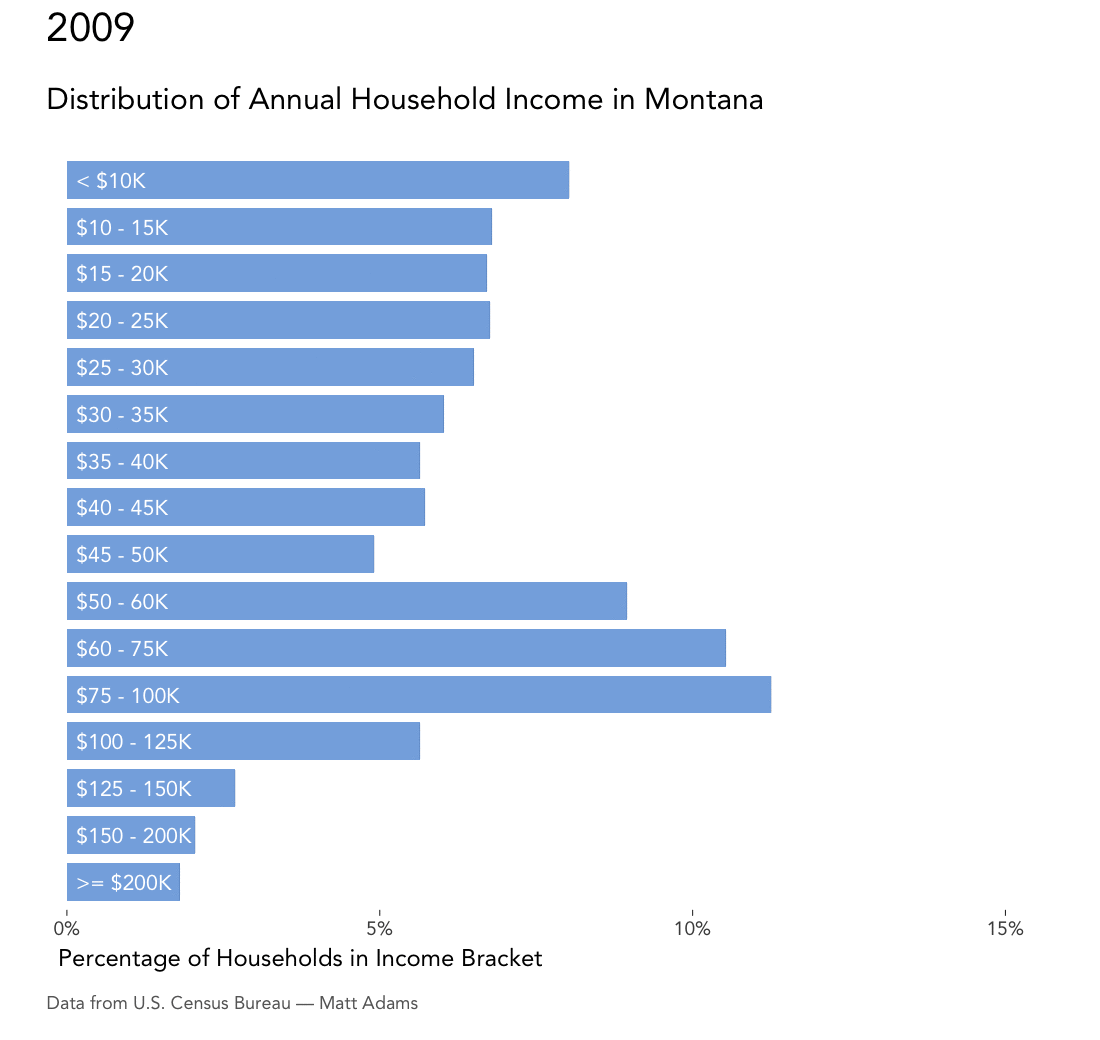 2009
Distribution of Annual Household Income in Montana
< $10K
$10 - 15K
$15 - 20K
$20 - 25K
$25 - 30K
$30 - 35K
$35 - 40K
$40 - 45K
$45 - 50K
$50 - 60K
$60 - 75K
$75 - 100K
$100 - 125K
$125 - 150K
$150 - 200K
>= $200K
0% 5% 10% 15%
Percentage of Households in Income Bracket
Data from U.S. Census Bureau — Matt Adams